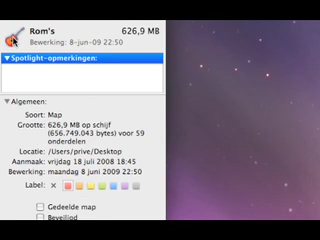 Rom's 626,9 MB
Bewerking: 8-jun-09 22:50
Spotlight-opmerkingen:
Algemeen:
Soort: Map
Grootte: 626,9 MB op schijf
(656.749.043 bytes) voor 59
onderdelen
Locatie: /Users/prive/Desktop
Aanmaak: vrijdag 18 juli 2008 18:45
Bewerking: maandag 8 juni 2009 22:50
Label: ×
Gedeelde map
Beveiligd